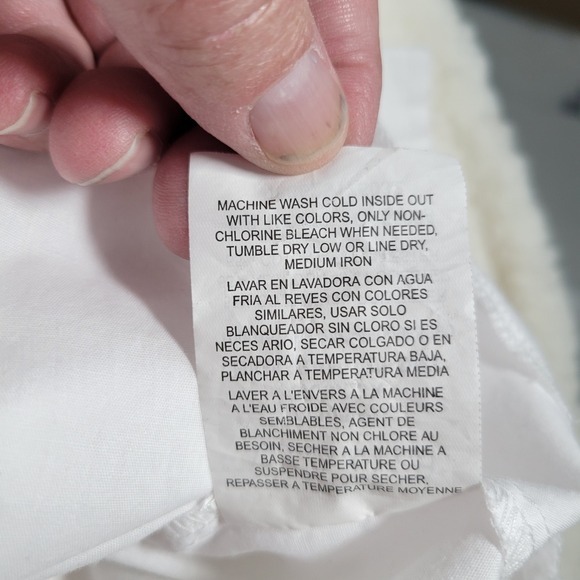 MACHINE WASH COLD INSIDE OUT
WITH LIKE COLORS, ONLY NON-
CHLORINE BLEACH WHEN NEEDED,
TUMBLE DRY LOW OR LINE DRY,
MEDIUM IRON
LAVAR EN LAVADORA CON AGUA
FRIA AL REVES CON COLORES
SIMILARES, USAR SOLO
BLANQUEADOR SIN CLORO SI ES
NECES ARIO, SECAR COLGADO O EN
SECADORA A TEMPERATURA BAJA,
PLANCHAR A TEMPERATURA MEDIA
LAVER A L'ENVERS A LA MACHINE
A L'EAU FROIDE AVEC COULEURS
SEMBLABLES, AGENT DE
BLANCHIMENT NON CHLORE AU
BESOIN, SECHER A LA MACHINE A
BASSE TEMPERATURE OU
SUSPENDRE POUR SECHER,
REPASSER A TEMPERATURE MOYENNE